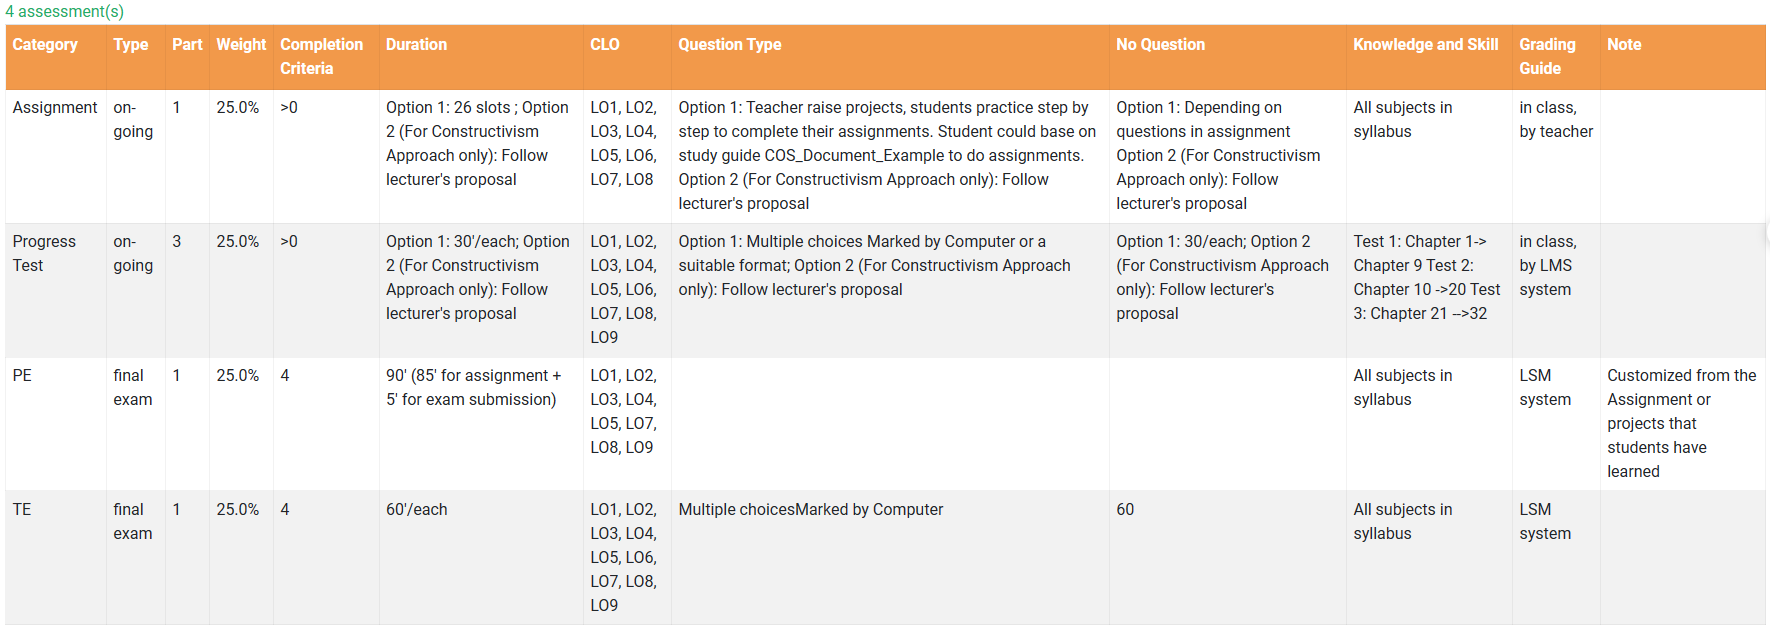 4 assessment(s)
Category Type Part Weight Completion Criteria Duration CLO Question Type No Question Knowledge and Skill Grading Guide Note
Assignment
on-
going
1
25.0%
>0
Option 1: 26 slots ; Option
2 (For Constructivism
Approach only): Follow
lecturer's proposal
LO1, LO2,
LO3, LO4,
LO5, LO6,
LO7, LO8
Option 1: Teacher raise projects, students practice step by
step to complete their assignments. Student could base on
study guide COS_Document_Example to do assignments.
Option 2 (For Constructivism Approach only): Follow
lecturer's proposal
Option 1: Depending on
questions in assignment
Option 2 (For Constructivism
Approach only): Follow
lecturer's proposal
All subjects in
syllabus
in class,
by teacher
Progress
Test
on-
going
3
25.0%
>0
Option 1: 30'/each; Option
2 (For Constructivism
Approach only): Follow
lecturer's proposal
LO1, LO2,
LO3, LO4,
LO5, LO6,
LO7, LO8,
LO9
Option 1: Multiple choices Marked by Computer or a
suitable format; Option 2 (For Constructivism Approach
only): Follow lecturer's proposal
Option 1: 30/each; Option 2
(For Constructivism Approach
only): Follow lecturer's
proposal
Test 1: Chapter 1->
Chapter 9 Test 2:
Chapter 10 ->20 Test
3: Chapter 21 -->32
in class,
by LMS
system
PE
final
exam
1
25.0%
4
90' (85' for assignment +
5' for exam submission)
LO1, LO2,
LO3, LO4,
LO5, LO7,
LO8, LO9
All subjects in
syllabus
LSM
system
Customized from the
Assignment or
projects that
students have
learned
TE
final
exam
1
25.0%
4
60'/each
LO1, LO2,
LO3, LO4,
LO5, LO6,
LO7, LO8,
LO9
Multiple choicesMarked by Computer
60
All subjects in
syllabus
LSM
system